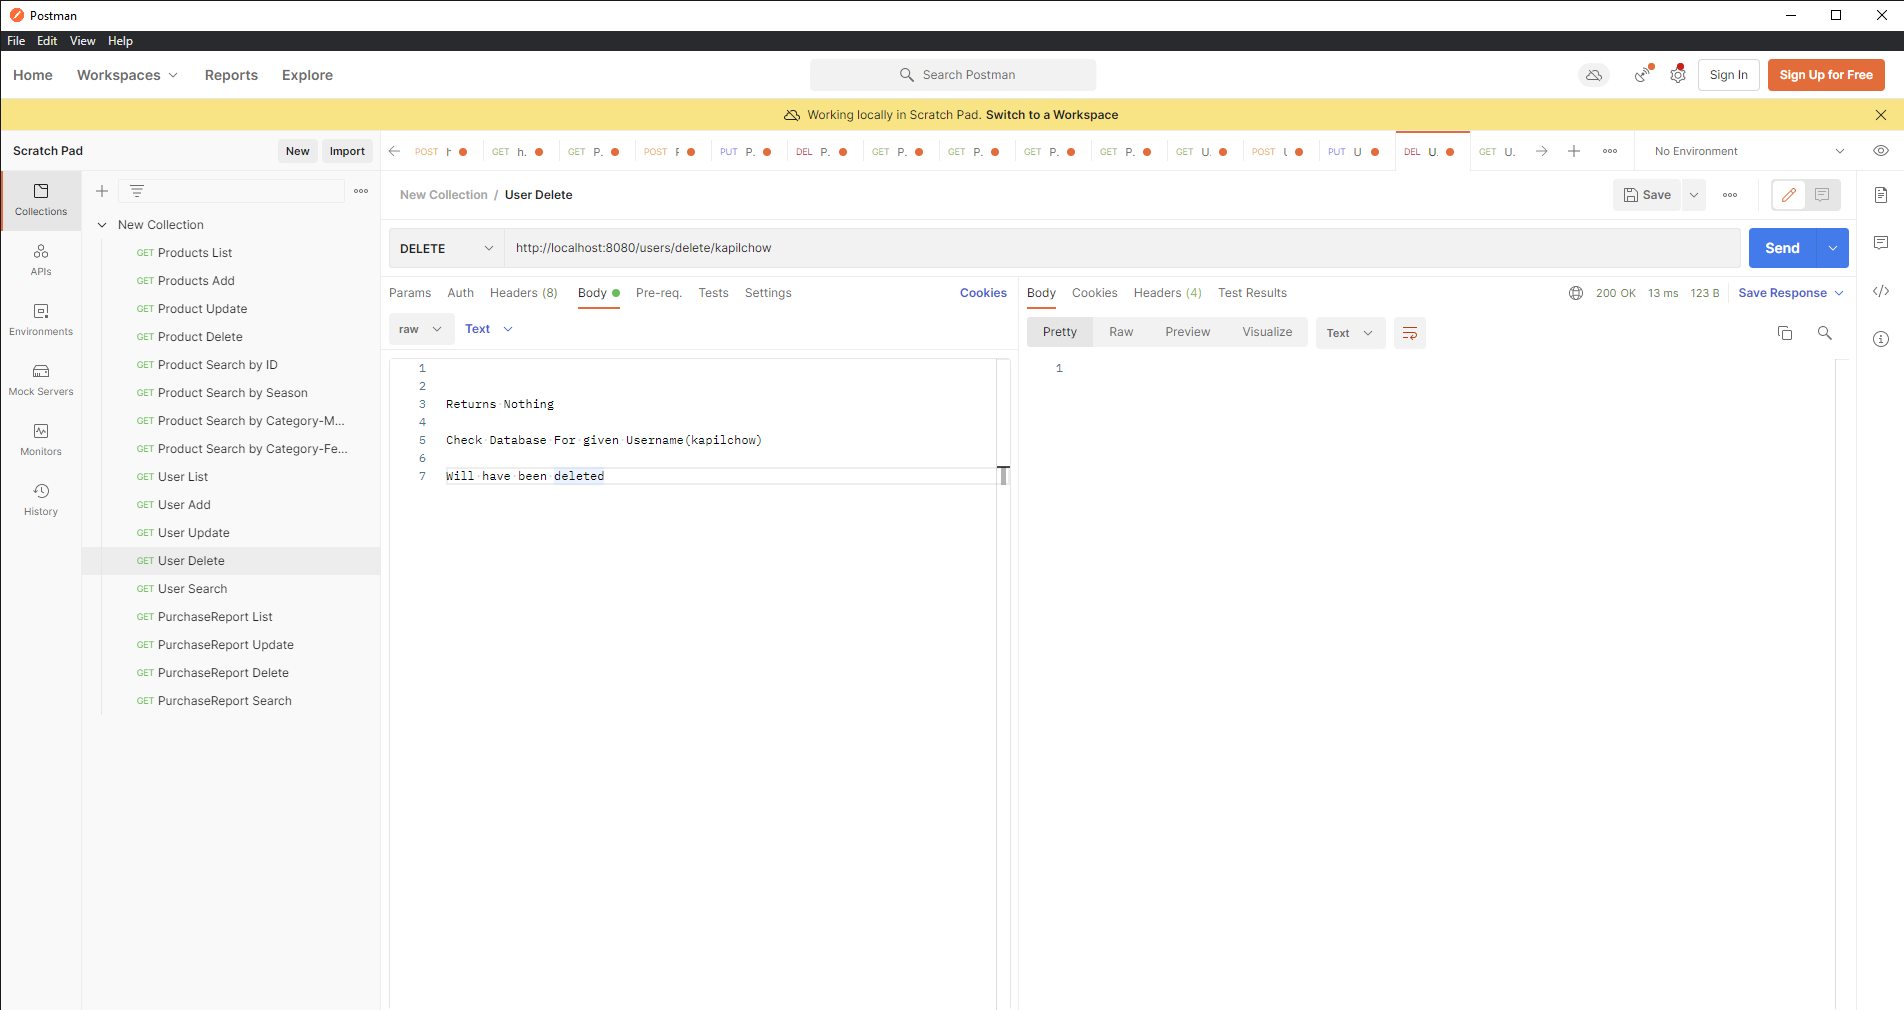 Postman
File Edit View Help
Home Workspaces Reports Explore
Search Postman
Sign In
Sign Up for Free
Working locally in Scratch Pad. Switch to a Workspace
Scratch Pad
New
Import
POST
GET h.
GET P.
POST
PUT P.
DEL P.
GET P.
GET P.
GET P.
GET P.
GET U.
POST
PUT U
DEL U.
GET U.
No Environment
Collections
APIs
Environments
Mock Servers
Monitors
History
New Collection
GET Products List
GET Products Add
GET Product Update
GET Product Delete
GET Product Search by ID
GET Product Search by Season
GET Product Search by Category-M...
GET Product Search by Category-Fe...
GET User List
GET User Add
GET User Update
GET User Delete
GET User Search
GET PurchaseReport List
GET PurchaseReport Update
GET PurchaseReport Delete
GET PurchaseReport Search
New Collection / User Delete
Save
DELETE
http://localhost:8080/users/delete/kapilchow
Send
Params Auth Headers (8) Body Pre-req. Tests Settings
Cookies
raw Text
1
2
3 Returns Nothing
4
5 Check Database For given Username(kapilchow)
6
7 Will have been deleted
Body Cookies Headers (4) Test Results
200 OK 13 ms 123 B Save Response
Pretty Raw Preview Visualize Text
1